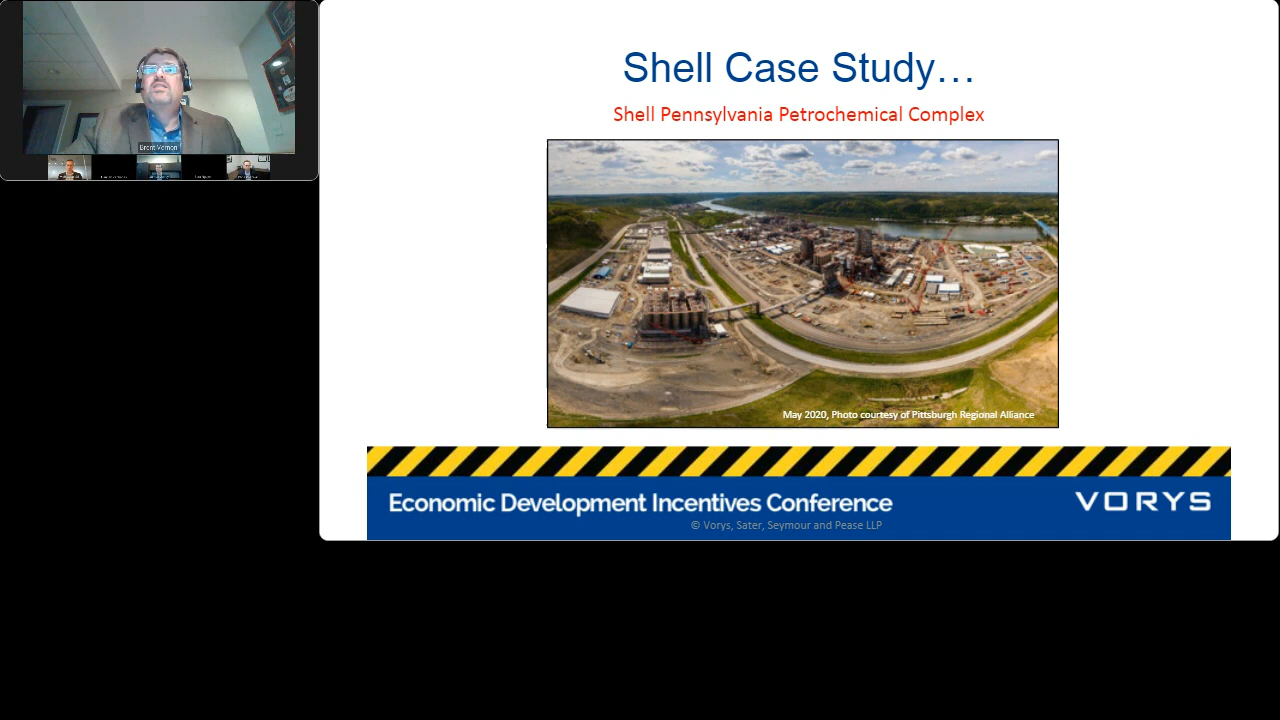 Brent Vernon
Shell Case Study…
Shell Pennsylvania Petrochemical Complex
May 2020, Photo courtesy of Pittsburgh Regional Alliance
Economic Development Incentives Conference
VORYS
© Vorys, Sater, Seymour and Pease LLP